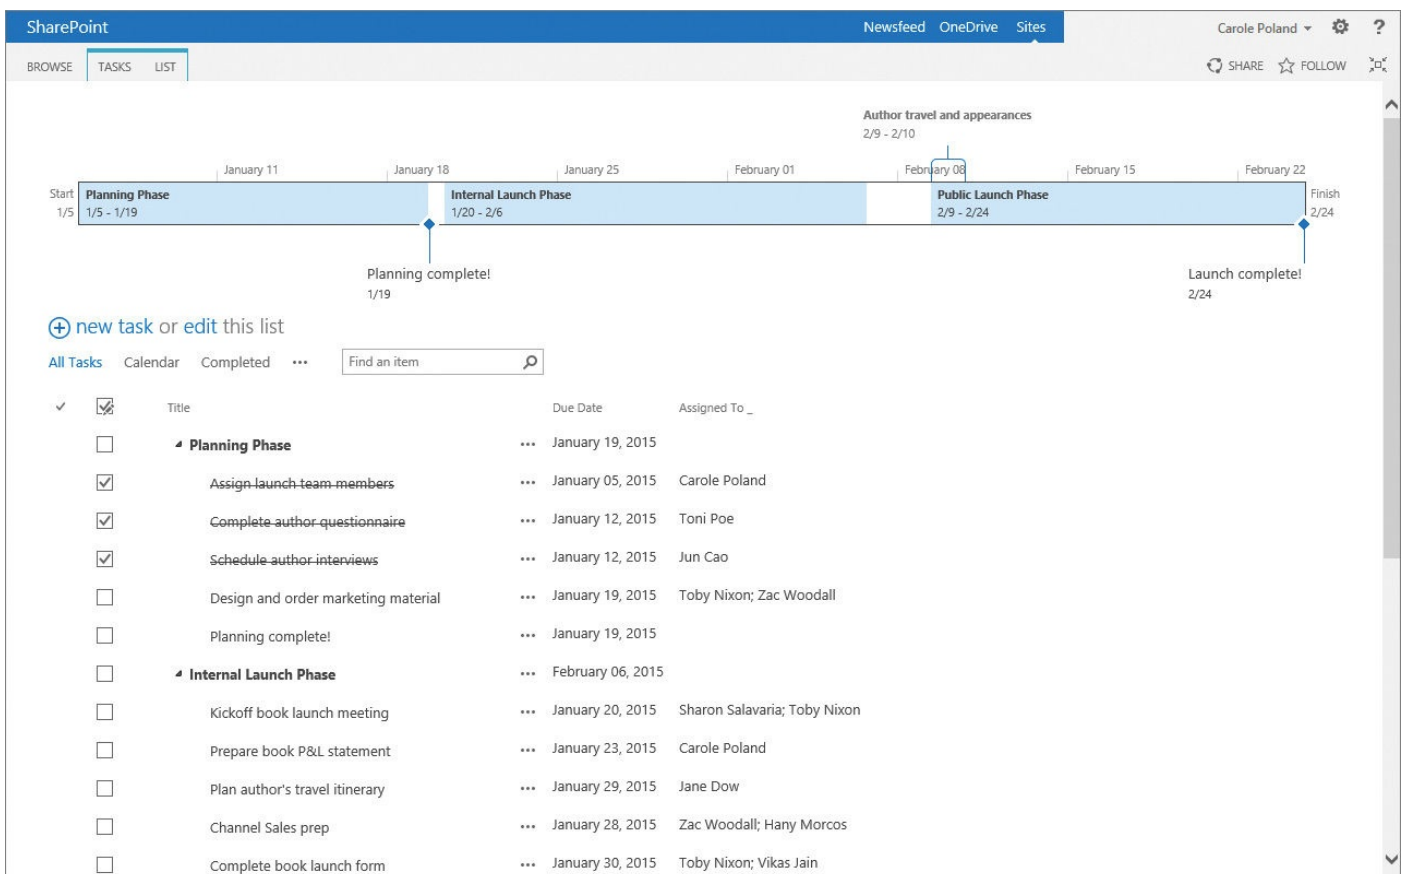 SharePoint Newsfeed OneDrive Sites Carole Poland ?
BROWSE TASKS LIST SHARE FOLLOW
Author travel and appearances
2/9 - 2/10
January 11 January 18 January 25 February 01 February 08 February 15 February 22
Start Planning Phase Internal Launch Phase Public Launch Phase Finish
1/5 1/5 - 1/19 1/20 - 2/6 2/9 - 2/24 2/24
Planning complete! Launch complete!
1/19 2/24
new task or edit this list
All Tasks Calendar Completed ••• Find an item
Title Due Date Assigned To _
Planning Phase ••• January 19, 2015
Assign launch team members ••• January 05, 2015 Carole Poland
Complete author questionnaire ••• January 12, 2015 Toni Poe
Schedule author interviews ••• January 12, 2015 Jun Cao
Design and order marketing material ••• January 19, 2015 Toby Nixon; Zac Woodall
Planning complete! ••• January 19, 2015
Internal Launch Phase ••• February 06, 2015
Kickoff book launch meeting ••• January 20, 2015 Sharon Salavaria; Toby Nixon
Prepare book P&L statement ••• January 23, 2015 Carole Poland
Plan author's travel itinerary ••• January 29, 2015 Jane Dow
Channel Sales prep ••• January 28, 2015 Zac Woodall; Hany Morcos
Complete book launch form ••• January 30, 2015 Toby Nixon; Vikas Jain